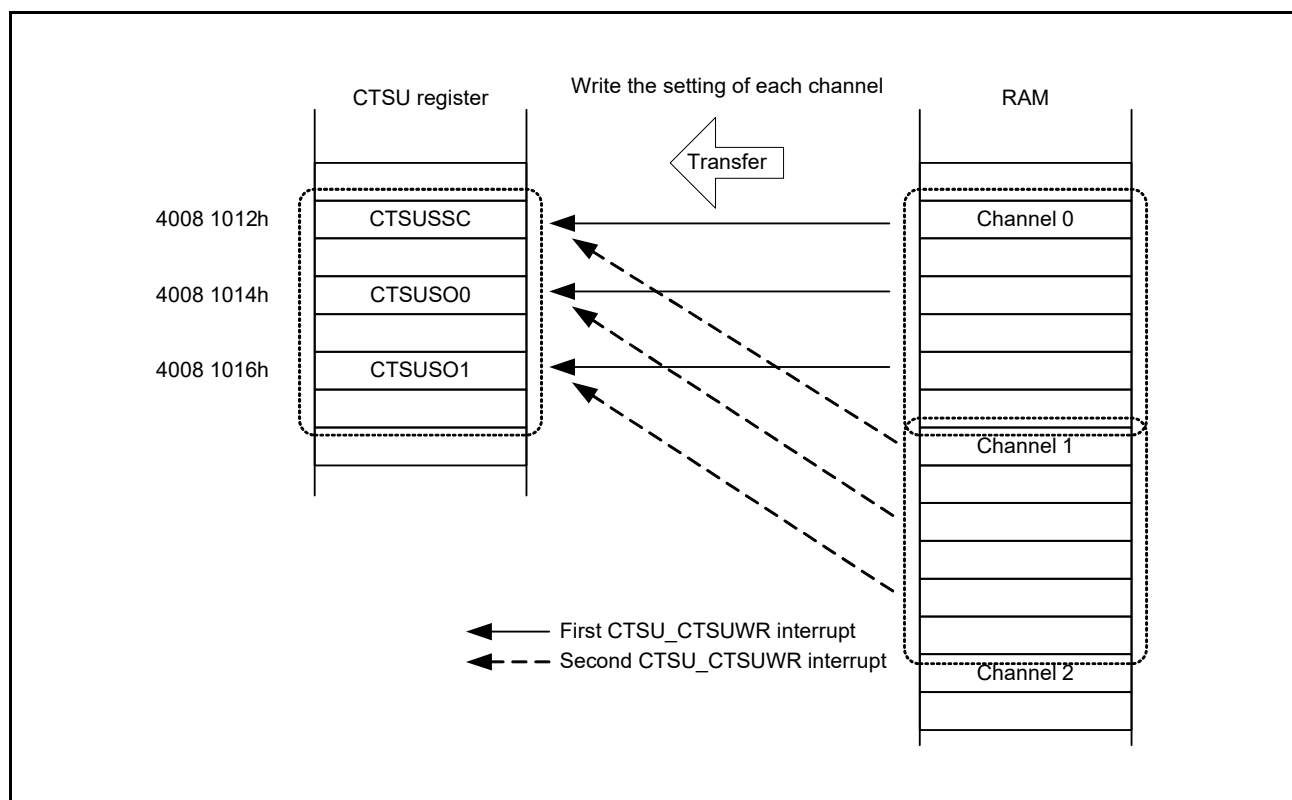 Write the setting of each channel
CTSU register
RAM
Transfer
4008 1012h
CTSUSSC
Channel 0
4008 1014h
CTSUSO0
4008 1016h
CTSUSO1
Channel 1
First CTSU_CTSUWR interrupt
Second CTSU_CTSUWR interrupt
Channel 2